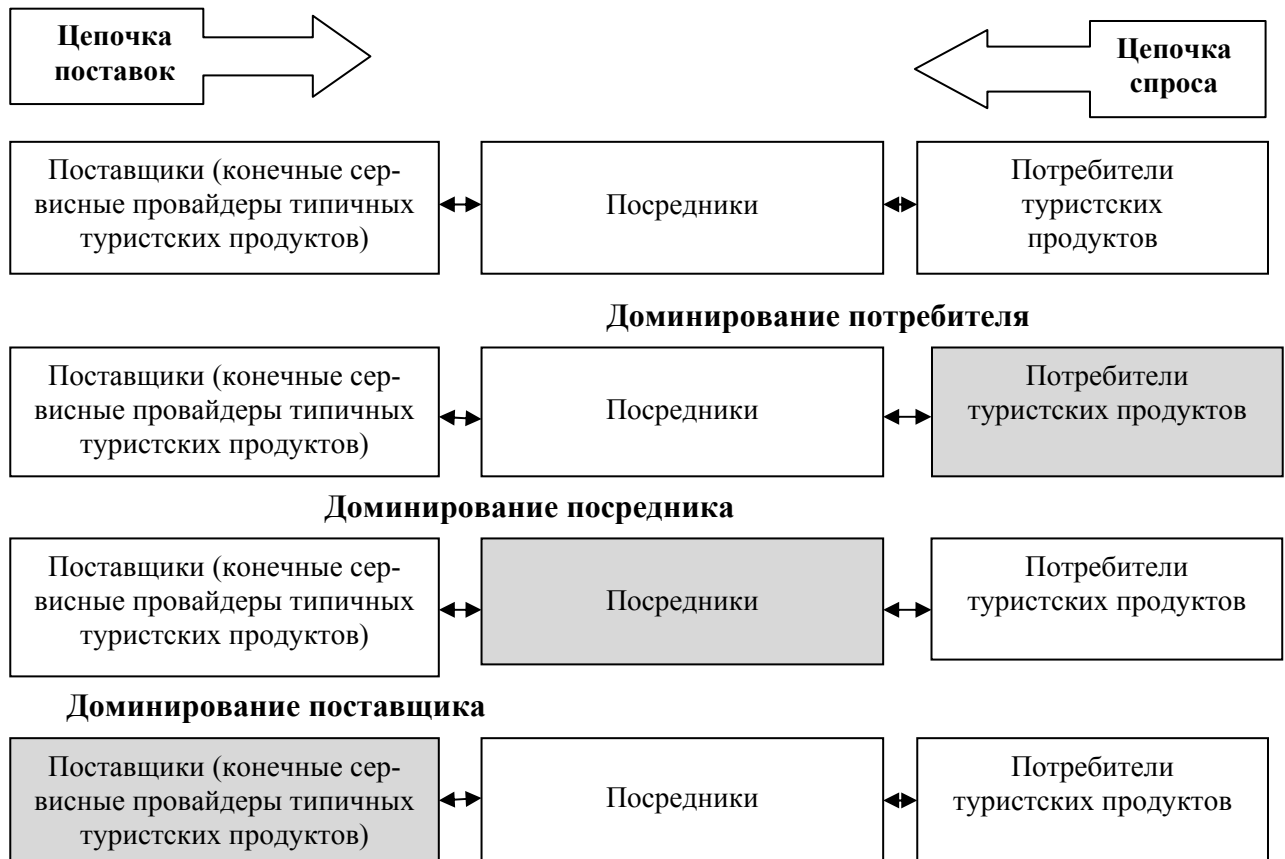 Цепочка
поставок
Цепочка
спроса
Поставщики (конечные сер-
висные провайдеры типичных
туристских продуктов)
Посредники
Потребители
туристских
продуктов
Доминирование потребителя
Поставщики (конечные сер-
висные провайдеры типичных
туристских продуктов)
Посредники
Потребители
туристских продуктов
Доминирование посредника
Поставщики (конечные сер-
висные провайдеры типичных
туристских продуктов)
Посредники
Потребители
туристских продуктов
Доминирование поставщика
Поставщики (конечные сер-
висные провайдеры типичных
туристских продуктов)
Посредники
Потребители
туристских продуктов